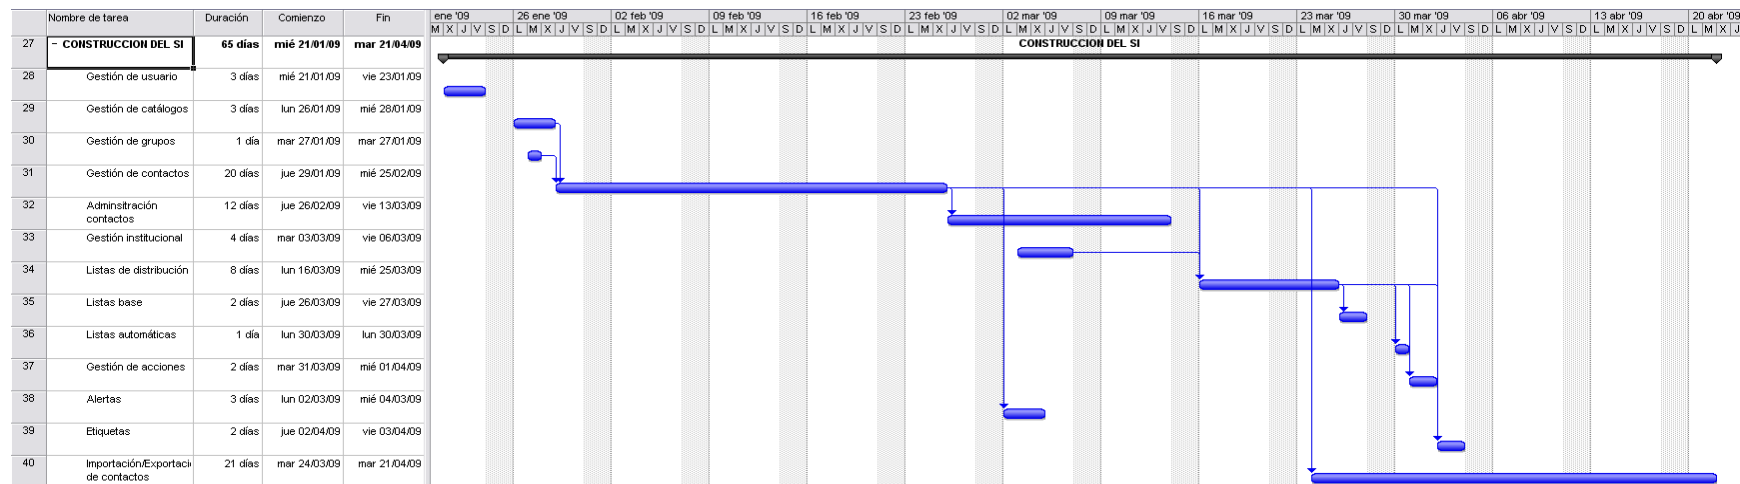 Nombre de tarea Duración Comienzo Fin ene '09 26 ene '09 02 feb '09 09 feb '09 16 feb '09 23 feb '09 02 mar '09 09 mar '09 16 mar '09 23 mar '09 30 mar '09 06 abr '09 13 abr '09 20 abr '09
M X J V S D L M X J V S D L M X J V S D L M X J V S D L M X J V S D L M X J V S D L M X J V S D L M X J V S D L M X J V S D L M X J V S D L M X J V S D L M X J V S D L M X J V S D L M X J
27 − CONSTRUCCION DEL SI 65 días mié 21/01/09 mar 21/04/09 CONSTRUCCION DEL SI
28 Gestión de usuario 3 días mié 21/01/09 vie 23/01/09
29 Gestión de catálogos 3 días lun 26/01/09 mié 28/01/09
30 Gestión de grupos 1 día mar 27/01/09 mar 27/01/09
31 Gestión de contactos 20 días jue 29/01/09 mié 25/02/09
32 Adminsitración 12 días jue 26/02/09 vie 13/03/09
contactos
33 Gestión institucional 4 días mar 03/03/09 vie 06/03/09
34 Listas de distribución 8 días lun 16/03/09 mié 25/03/09
35 Listas base 2 días jue 26/03/09 vie 27/03/09
36 Listas automáticas 1 día lun 30/03/09 lun 30/03/09
37 Gestión de acciones 2 días mar 31/03/09 mié 01/04/09
38 Alertas 3 días lun 02/03/09 mié 04/03/09
39 Etiquetas 2 días jue 02/04/09 vie 03/04/09
40 Importación/Exportaci 21 días mar 24/03/09 mar 21/04/09
de contactos